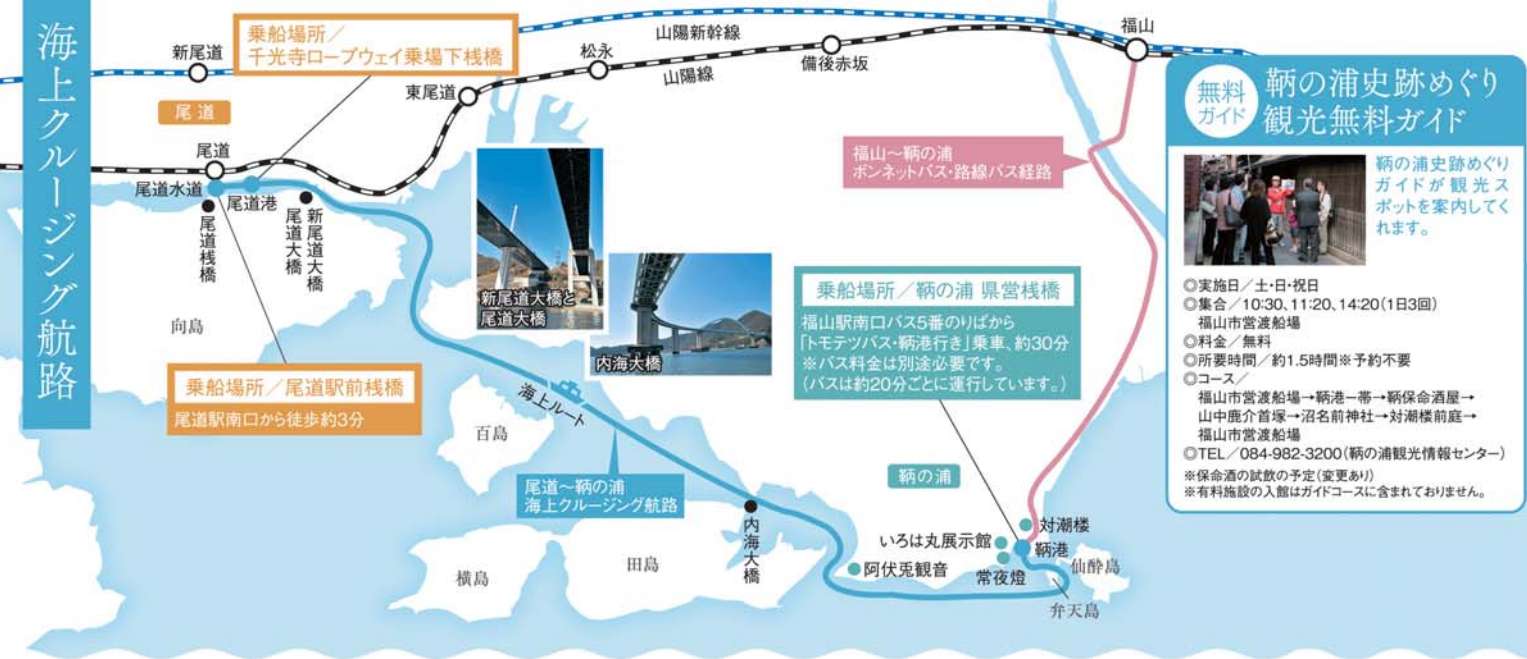 海上クルージング航路
乗船場所／
千光寺ロープウェイ乗場下桟橋
新尾道
尾道
山陽新幹線
松永
山陽線
備後赤坂
福山
東尾道
尾道
尾道水道
尾道港
尾道桟橋
尾道大橋
新尾道大橋
向島
新尾道大橋と
尾道大橋
内海大橋
福山～鞆の浦
ボンネットバス・路線バス経路
乗船場所／尾道駅前桟橋
尾道駅南口から徒歩約3分
乗船場所／鞆の浦 県営桟橋
福山駅南口バス5番のりばから
「トモテツバス・鞆港行き」乗車、約30分
※バス料金は別途必要です。
（バスは約20分ごとに運行しています。）
海上ルート
百島
尾道～鞆の浦
海上クルージング航路
鞆の浦
内海大橋
横島
田島
阿伏兎観音
いろは丸展示館
常夜燈
対潮楼
鞆港
仙酔島
弁天島
無料
ガイド
鞆の浦史跡めぐり
観光無料ガイド
鞆の浦史跡めぐり
ガイドが観光ス
ポットを案内してく
れます。
◎実施日／土・日・祝日
◎集合／10:30、11:20、14:20（1日3回）
福山市営渡船場
◎料金／無料
◎所要時間／約1.5時間※予約不要
◎コース／
福山市営渡船場→鞆港一帯→鞆保命酒屋→
山中鹿介首塚→沼名前神社→対潮楼前庭→
福山市営渡船場
◎TEL／084-982-3200（鞆の浦観光情報センター）
※保命酒の試飲の予定（変更あり）
※有料施設の入館はガイドコースに含まれておりません。